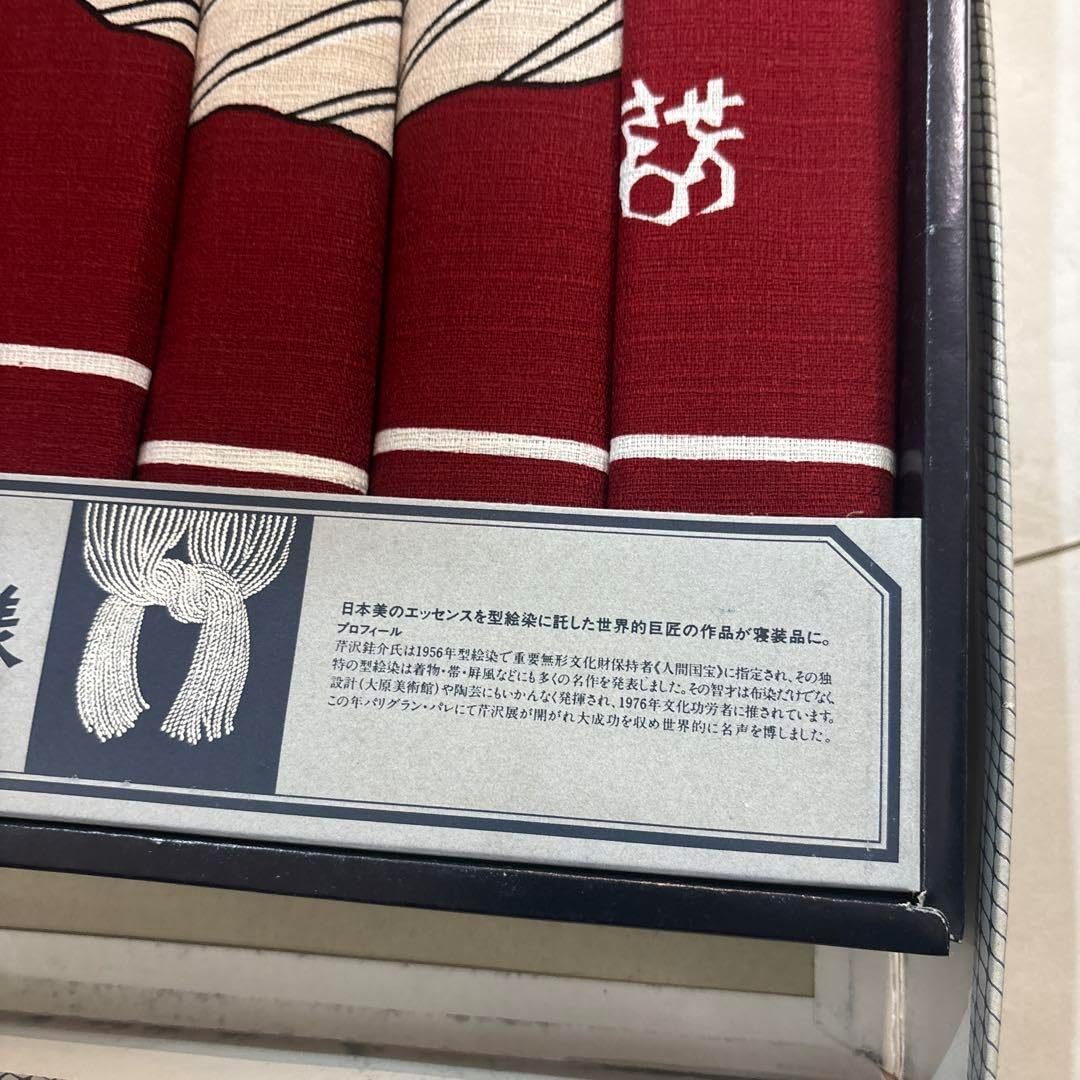 日本美のエッセンスを型絵染に託した世界的巨匠の作品が寝装品に。
プロフィール
芹沢銈介氏は1956年型絵染で重要無形文化財保持者《人間国宝》に指定され、その独
特の型絵染は着物・帯・屛風などにも多くの名作を発表しました。その智才は布染だけでなく、
設計(大原美術館)や陶芸にもいかんなく発揮され、1976年文化功労者に推されています。
この年パリグラン・パレにて芹沢展が開がれ大成功を収め世界的に名声を博しました。